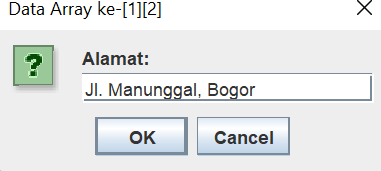 Data Array ke-[1][2]
Alamat:
Jl. Manunggal, Bogor
OK Cancel